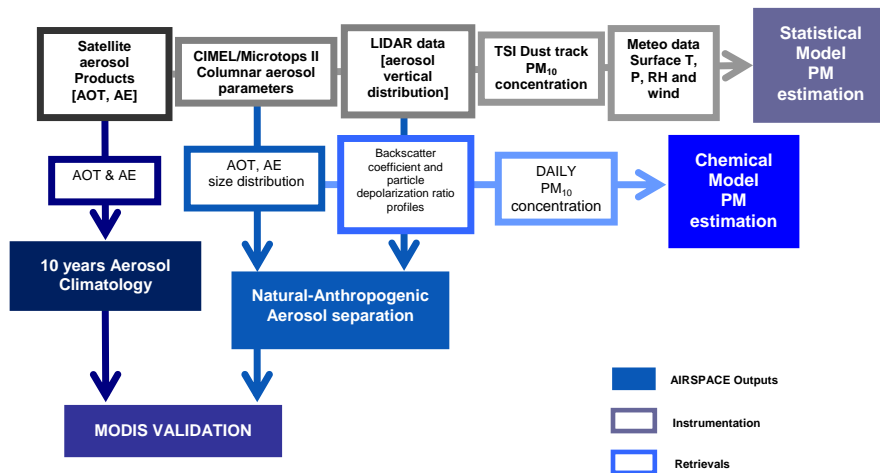 Satellite
aerosol
Products
[AOT, AE]
CIMEL/Microtops II
Columnar aerosol
parameters
LIDAR data
[aerosol
vertical
distribution]
TSI Dust track
PM10
concentration
Meteo data
Surface T,
P, RH and
wind
Statistical
Model
PM
estimation
AOT & AE
AOT, AE
size distribution
Backscatter
coefficient and
particle
depolarization ratio
profiles
DAILY
PM10
concentration
Chemical
Model
PM
estimation
10 years Aerosol
Climatology
Natural-Anthropogenic
Aerosol separation
MODIS VALIDATION
AIRSPACE Outputs
Instrumentation
Retrievals